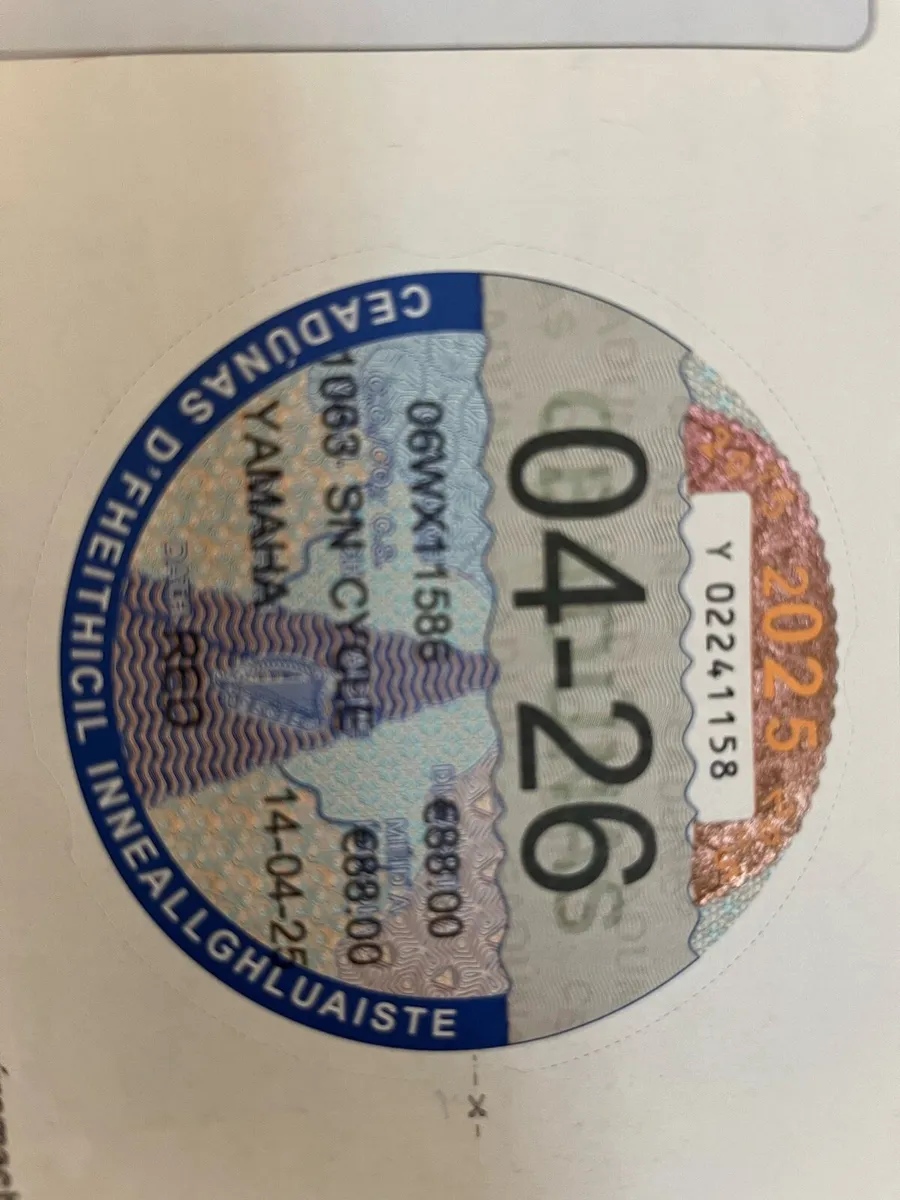 2025
Y 02241158
04-26
06WX11586 €88.00
1063 SN CYCLE €88.00
YAMAHA 14-04-25
RED
CEADÚNAS D'FHEITHICIL INNEALLGHLUAISTE
-X-